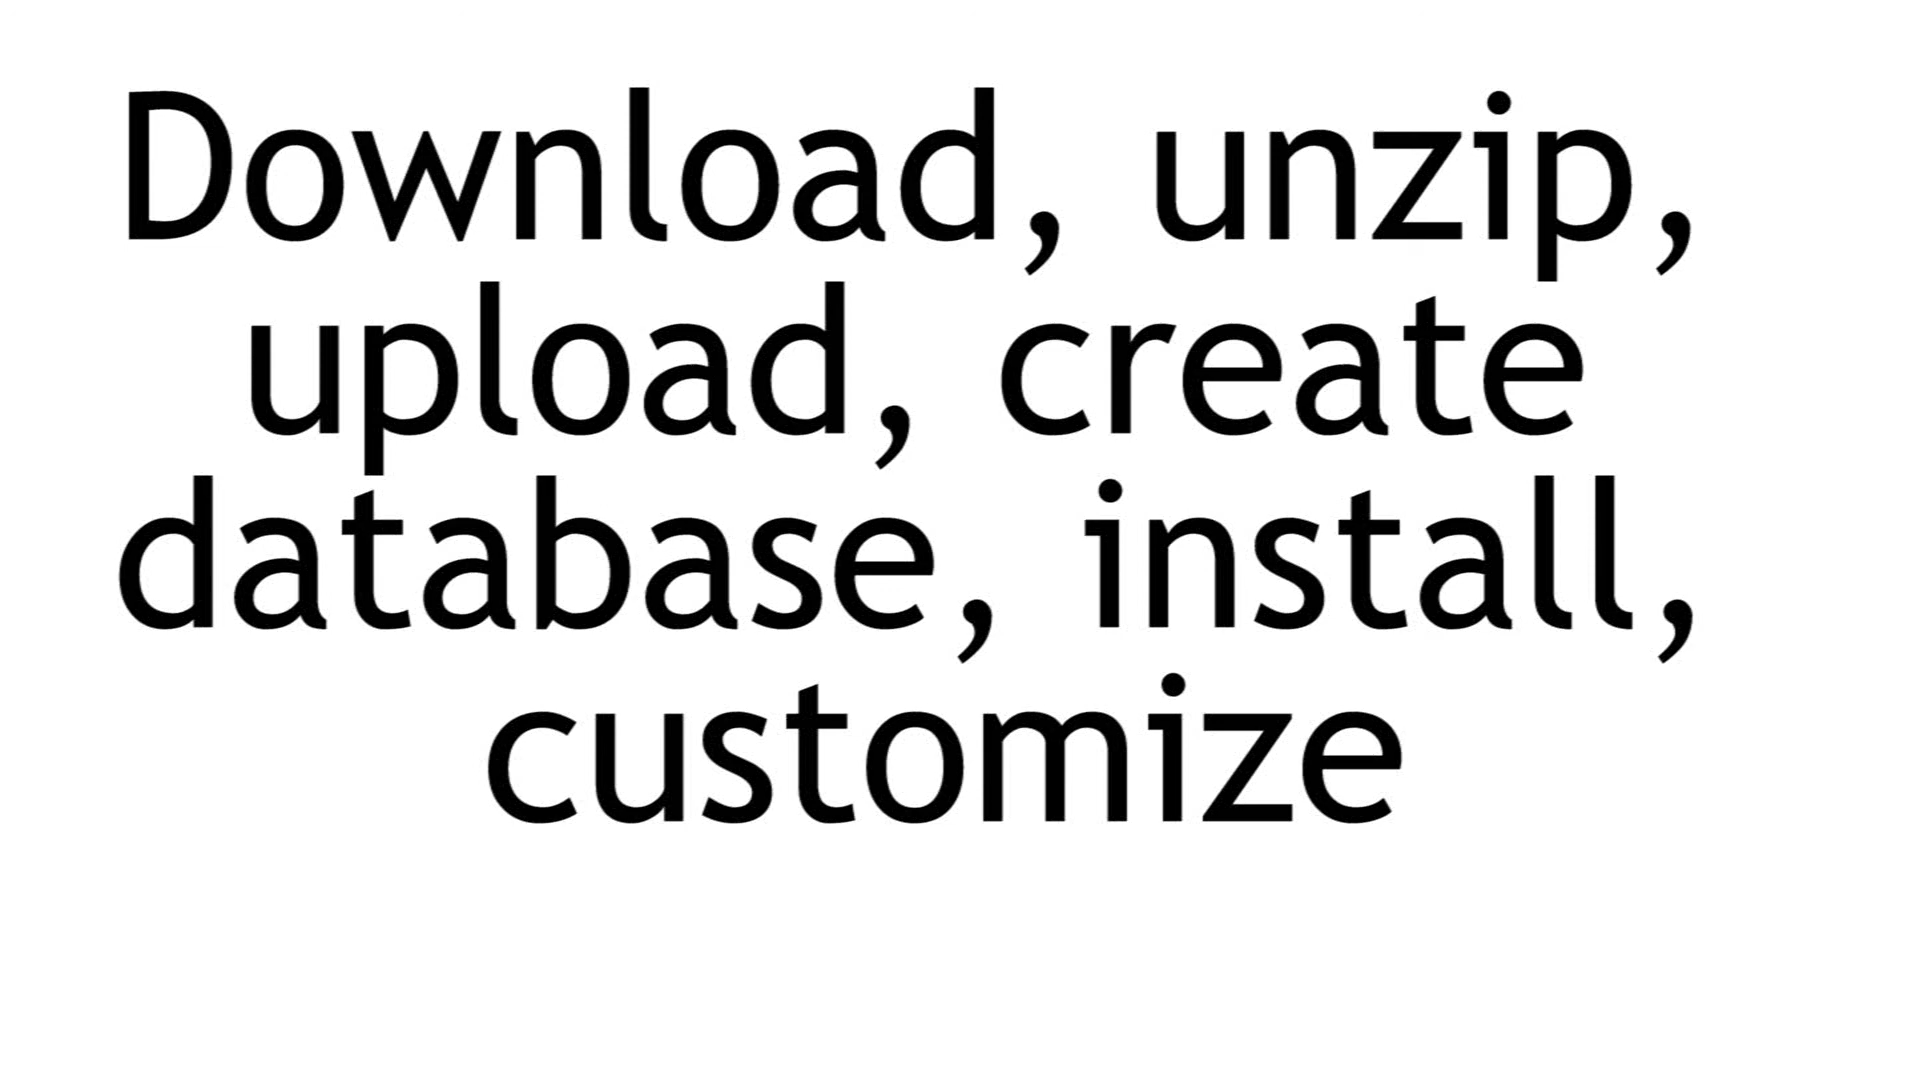 Download, unzip,
upload, create
database, install,
customize